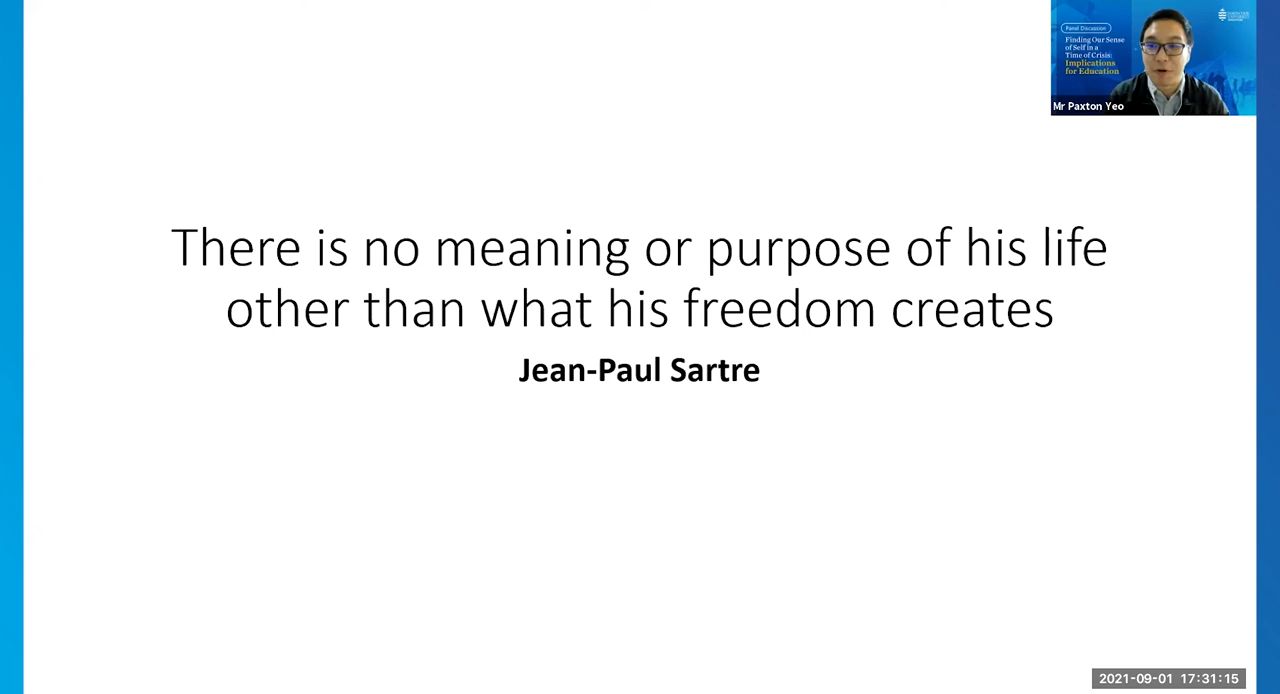 Panel Discussion
Finding Our Sense
of Self in a
Time of Crisis:
Implications
for Education
Mr Paxton Yeo
There is no meaning or purpose of his life
other than what his freedom creates
Jean-Paul Sartre
2021-09-01 17:31:15